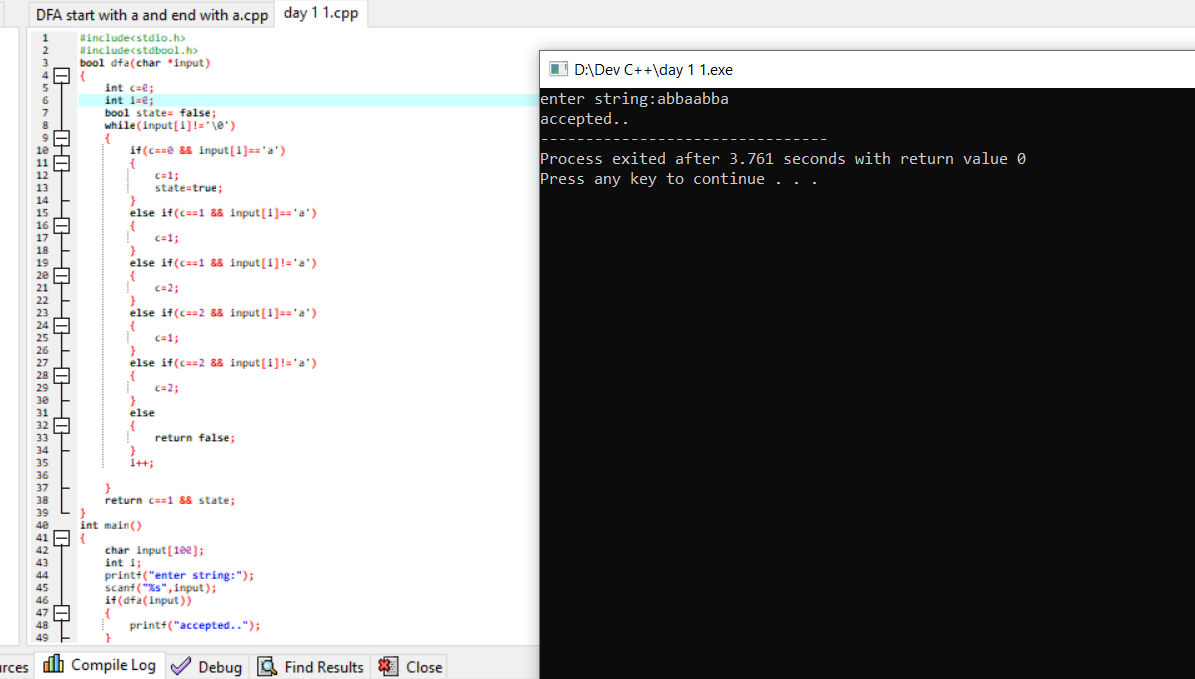 DFA start with a and end with a.cpp
day 1 1.cpp
1 #include<stdio.h>
2 #include<stdbool.h>
3 bool dfa(char *input)
4 {
5 int c=0;
6 int i=0;
7 bool state= false;
8 while(input[i]!='\0')
9 {
10 if(c==0 && input[i]=='a')
11 {
12 c=1;
13 state=true;
14 }
15 else if(c==1 && input[i]=='a')
16 {
17 c=1;
18 }
19 else if(c==1 && input[i]!='a')
20 {
21 c=2;
22 }
23 else if(c==2 && input[i]=='a')
24 {
25 c=1;
26 }
27 else if(c==2 && input[i]!='a')
28 {
29 c=2;
30 }
31 else
32 {
33 return false;
34 }
35 i++;
36
37 }
38 return c==1 && state;
39 }
40 int main()
41 {
42 char input[100];
43 int i;
44 printf("enter string:");
45 scanf("%s",input);
46 if(dfa(input))
47 {
48 printf("accepted..");
49 }
D:\Dev C++\day 1 1.exe
enter string:abbaabba
accepted..
--------------------------------
Process exited after 3.761 seconds with return value 0
Press any key to continue . . .
urces
Compile Log
Debug
Find Results
Close